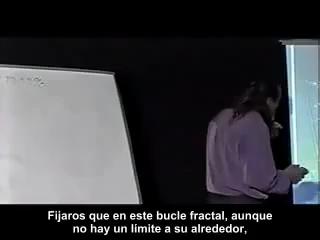 Fijaros que en este bucle fractal, aunque
no hay un límite a su alrededor,